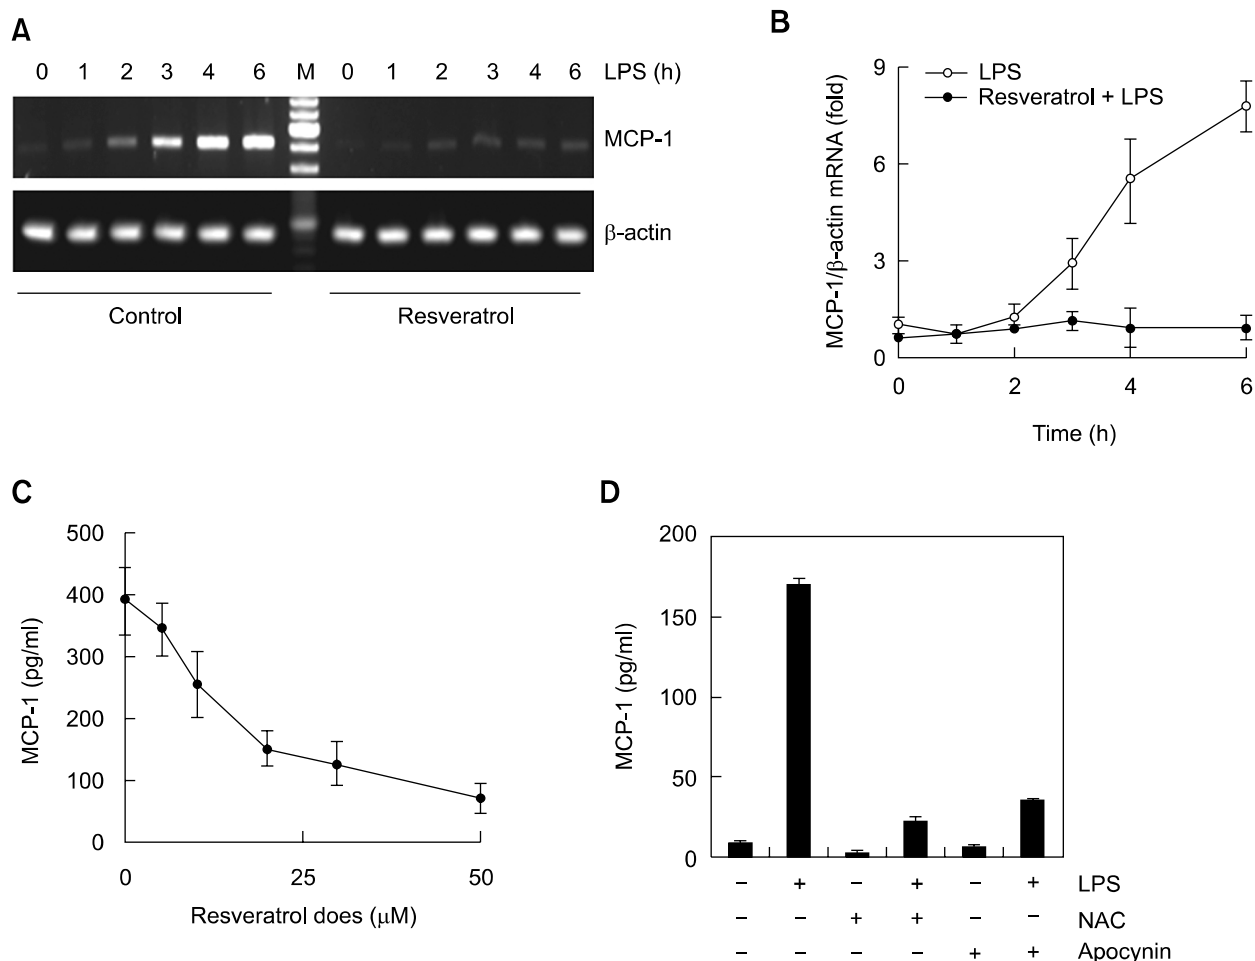 A
0 1 2 3 4 6 M 0 1 2 3 4 6 LPS (h)
MCP-1
β-actin
Control Resveratrol
B
LPS
Resveratrol + LPS
MCP-1/β-actin mRNA (fold)
9
6
3
0
0 2 4 6
Time (h)
C
MCP-1 (pg/ml)
500
400
300
200
100
0
0 25 50
Resveratrol does (μM)
D
MCP-1 (pg/ml)
200
150
100
50
0
− + − + − + LPS
− − + + − − NAC
− − − − + + Apocynin